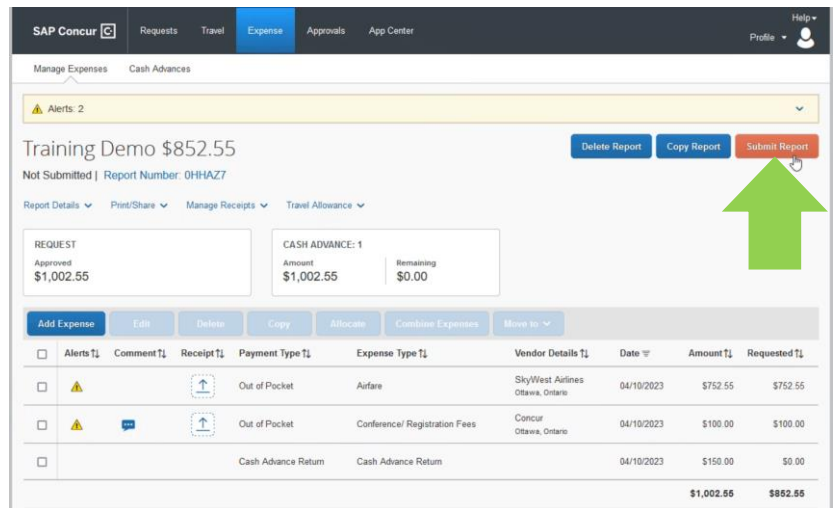 Help
SAP Concur C Requests Travel Expense Approvals App Center Profile
Manage Expenses Cash Advances
Alerts: 2
Training Demo $852.55 Delete Report Copy Report Submit Report
Not Submitted | Report Number: 0HHAZ7
Report Details Print/Share Manage Receipts Travel Allowance
REQUEST CASH ADVANCE: 1
Approved Amount Remaining
$1,002.55 $1,002.55 $0.00
Add Expense Edit Delete Copy Allocate Combine Expenses Move to
Alerts Comment Receipt Payment Type Expense Type Vendor Details Date Amount Requested
Out of Pocket Airfare SkyWest Airlines 04/10/2023 $752.55 $752.55
Ottawa, Ontario
Out of Pocket Conference/ Registration Fees Concur 04/10/2023 $100.00 $100.00
Ottawa, Ontario
Cash Advance Return Cash Advance Return 04/10/2023 $150.00 $0.00
$1,002.55 $852.55